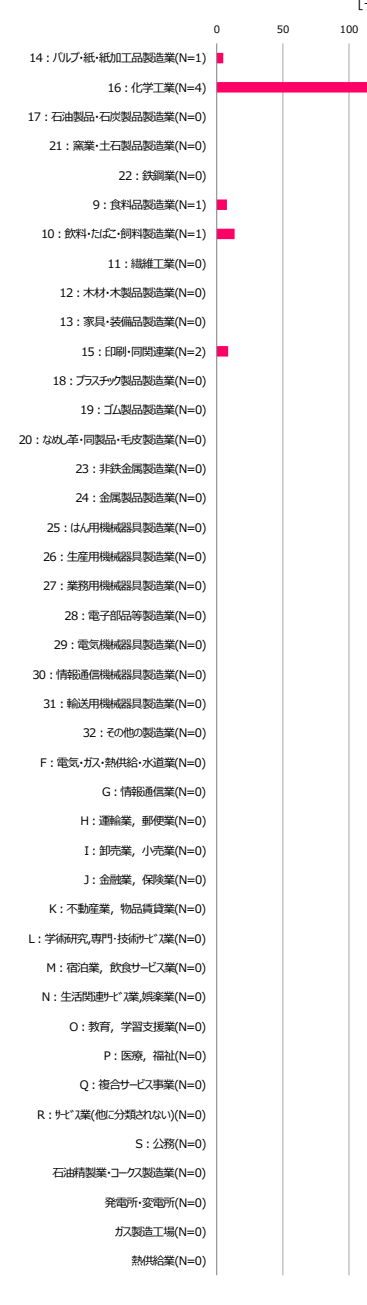 0 50 100
14：パルプ・紙・紙加工品製造業(N=1)
16：化学工業(N=4)
17：石油製品・石炭製品製造業(N=0)
21：窯業・土石製品製造業(N=0)
22：鉄鋼業(N=0)
9：食料品製造業(N=1)
10：飲料・たばこ・飼料製造業(N=1)
11：繊維工業(N=0)
12：木材・木製品製造業(N=0)
13：家具・装備品製造業(N=0)
15：印刷・同関連業(N=2)
18：プラスチック製品製造業(N=0)
19：ゴム製品製造業(N=0)
20：なめし革・同製品・毛皮製造業(N=0)
23：非鉄金属製造業(N=0)
24：金属製品製造業(N=0)
25：はん用機械器具製造業(N=0)
26：生産用機械器具製造業(N=0)
27：業務用機械器具製造業(N=0)
28：電子部品等製造業(N=0)
29：電気機械器具製造業(N=0)
30：情報通信機械器具製造業(N=0)
31：輸送用機械器具製造業(N=0)
32：その他の製造業(N=0)
F：電気・ガス・熱供給・水道業(N=0)
G：情報通信業(N=0)
H：運輸業，郵便業(N=0)
I：卸売業，小売業(N=0)
J：金融業，保険業(N=0)
K：不動産業，物品賃貸業(N=0)
L：学術研究,専門・技術ｻｰﾋﾞｽ業(N=0)
M：宿泊業，飲食サービス業(N=0)
N：生活関連ｻｰﾋﾞｽ業,娯楽業(N=0)
O：教育，学習支援業(N=0)
P：医療，福祉(N=0)
Q：複合サービス事業(N=0)
R：ｻｰﾋﾞｽ業(他に分類されない)(N=0)
S：公務(N=0)
石油精製業・コークス製造業(N=0)
発電所・変電所(N=0)
ガス製造工場(N=0)
熱供給業(N=0)